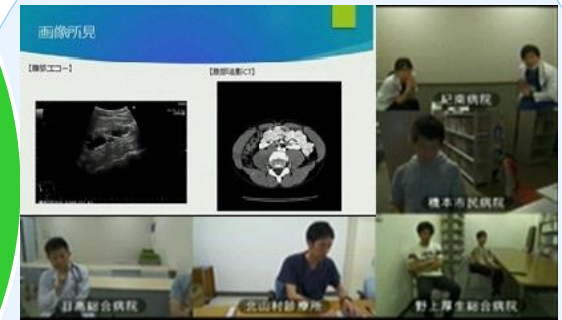 画像所見
【腹部エコー】
【腹部造影CT】
紀南病院
橋本市民病院
日高総合病院
北山村診療所
野上厚生総合病院